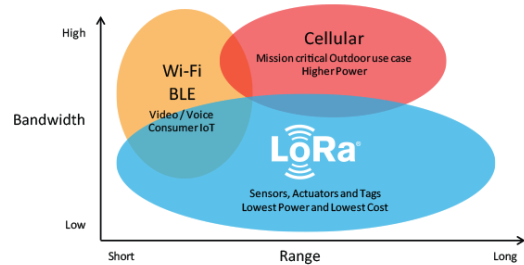 High
Cellular
Mission critical Outdoor use case
Higher Power
Wi-Fi
BLE
Video / Voice
Consumer IoT
Bandwidth
LoRa®
Sensors, Actuators and Tags
Lowest Power and Lowest Cost
Low
Short
Range
Long